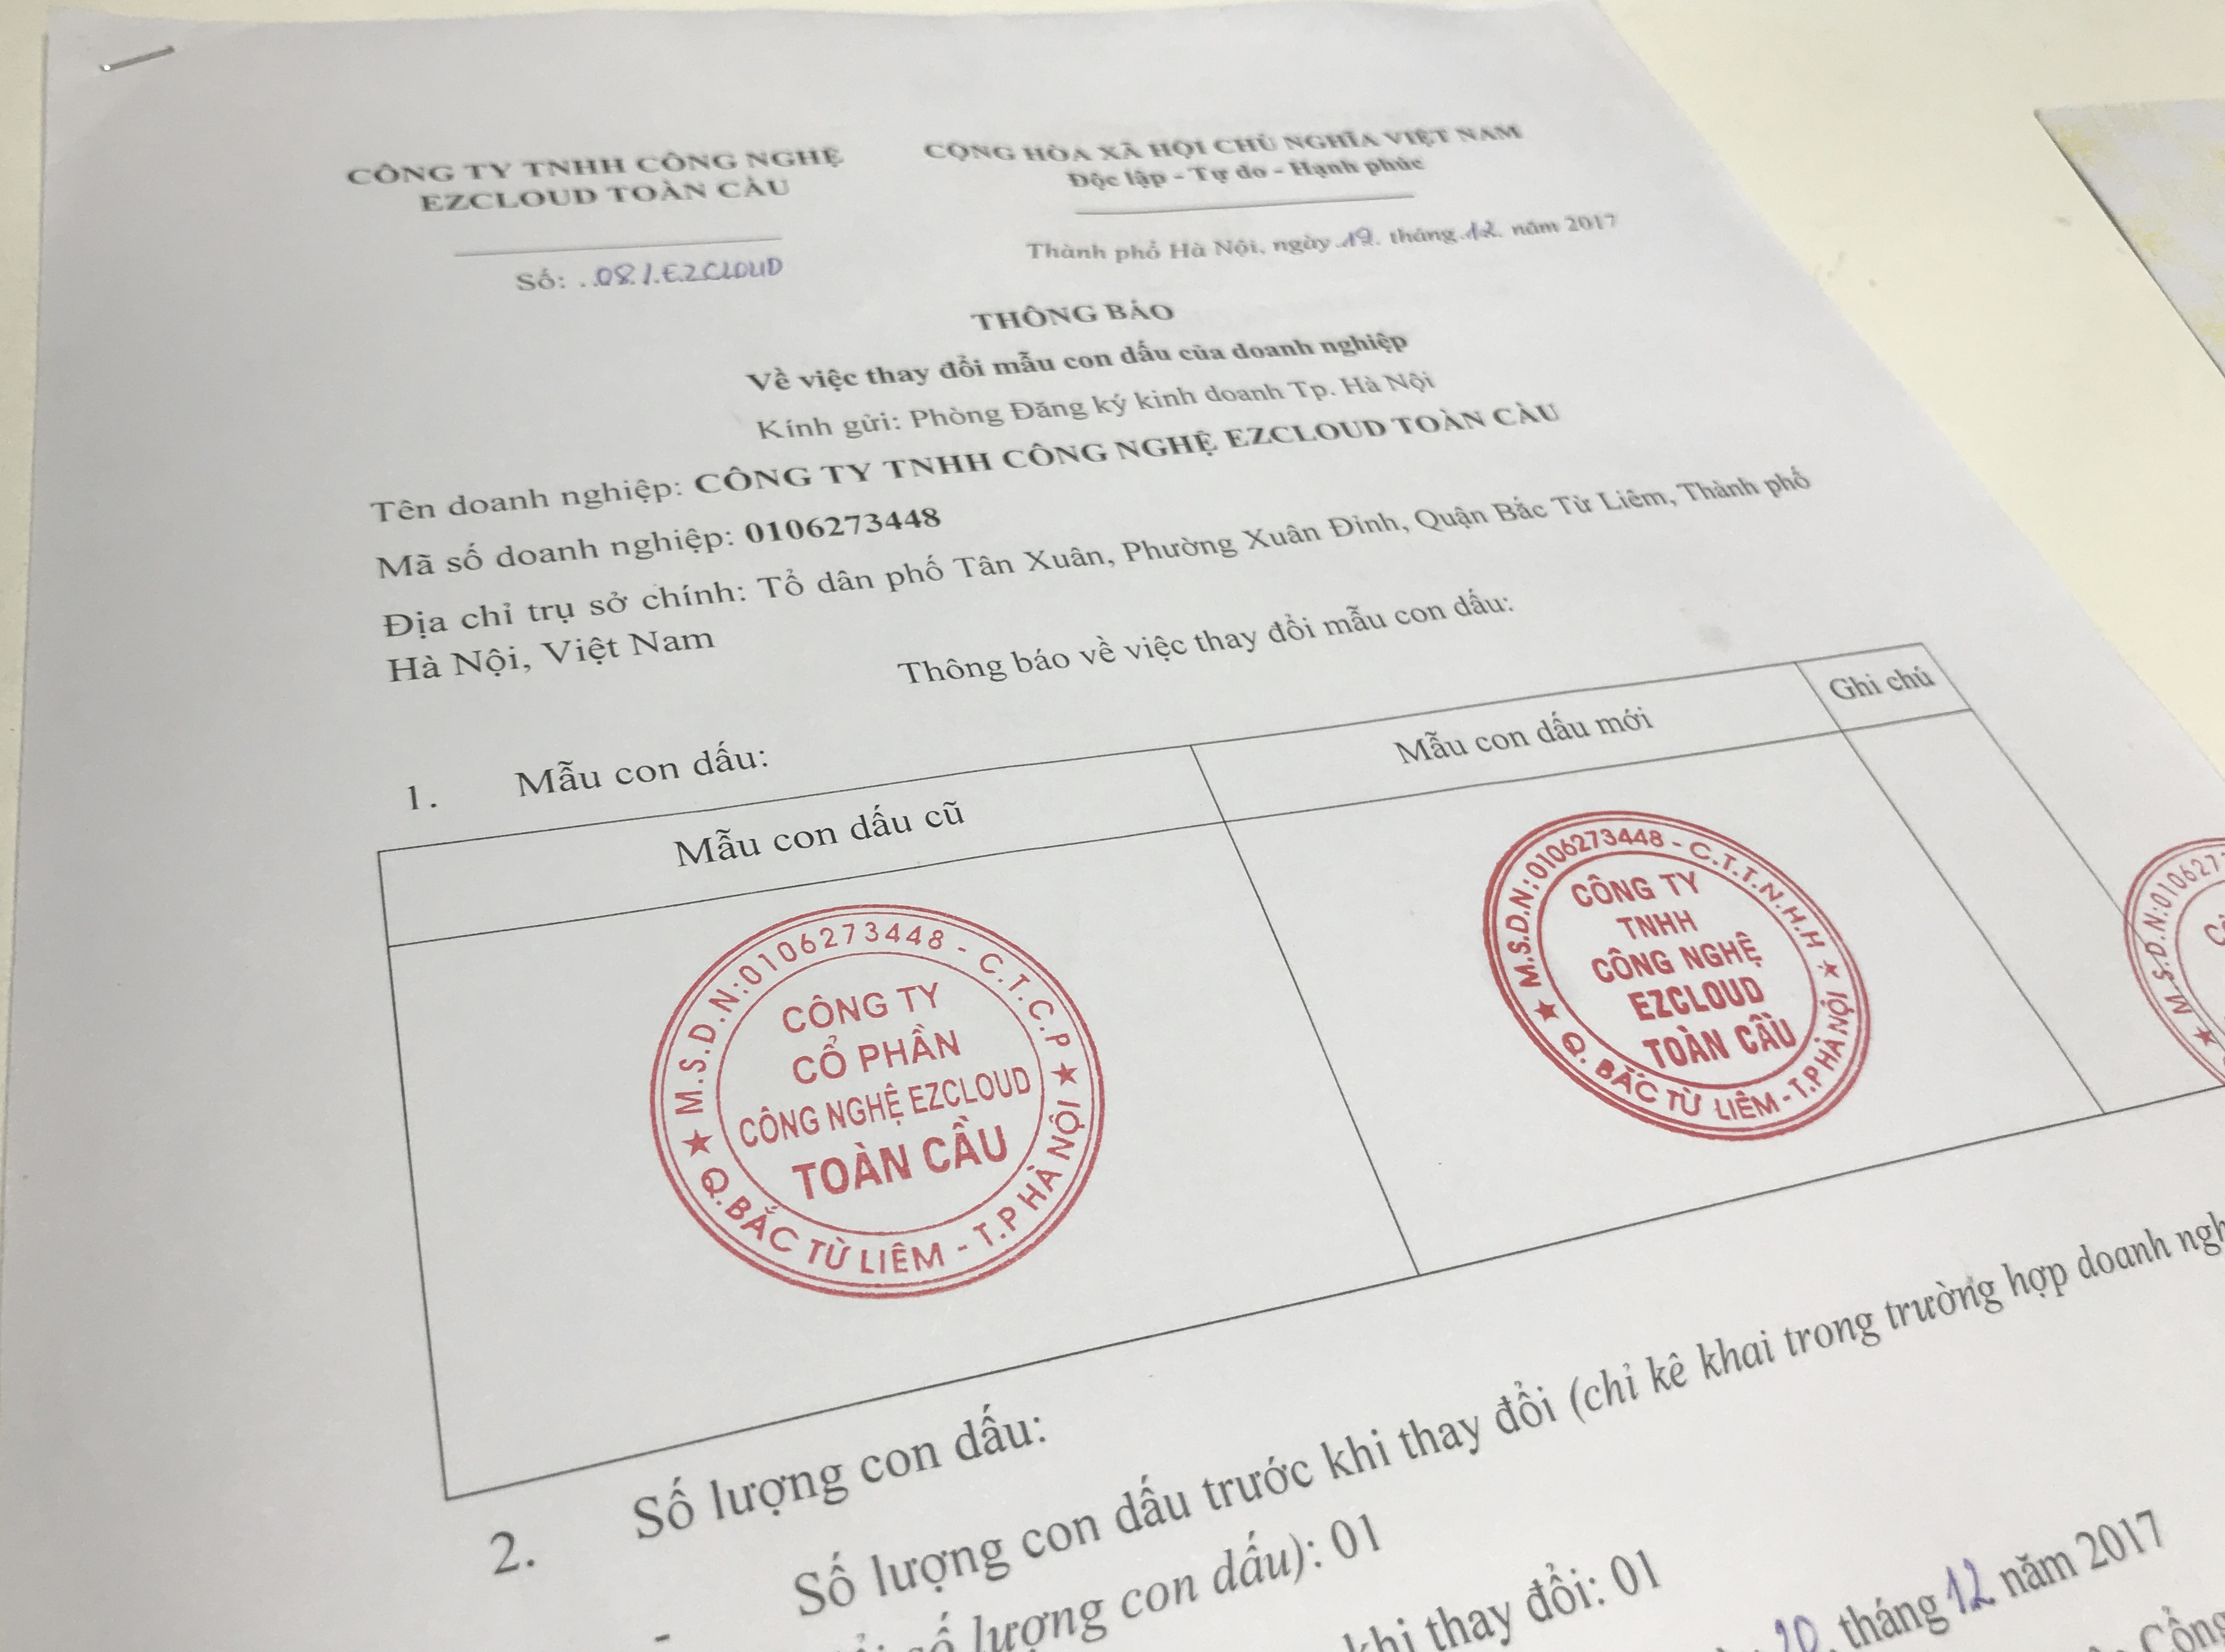 CÔNG TY TNHH CÔNG NGHỆ
EZCLOUD TOÀN CẦU
Số: ..08./.EZCLOUD
CỘNG HÒA XÃ HỘI CHỦ NGHĨA VIỆT NAM
Độc lập - Tự do - Hạnh phúc
Thành phố Hà Nội, ngày.19. tháng.12. năm 2017
THÔNG BÁO
Về việc thay đổi mẫu con dấu của doanh nghiệp
Kính gửi: Phòng Đăng ký kinh doanh Tp. Hà Nội
Tên doanh nghiệp: CÔNG TY TNHH CÔNG NGHỆ EZCLOUD TOÀN CẦU
Mã số doanh nghiệp: 0106273448
Địa chỉ trụ sở chính: Tổ dân phố Tân Xuân, Phường Xuân Đỉnh, Quận Bắc Từ Liêm, Thành phố
Hà Nội, Việt Nam
Thông báo về việc thay đổi mẫu con dấu:
1. Mẫu con dấu:
Mẫu con dấu cũ
Mẫu con dấu mới
Ghi chú
M.S.D.N:0106273448 - C.T.C.P
CÔNG TY
CỔ PHẦN
CÔNG NGHỆ EZCLOUD
TOÀN CẦU
Q.BẮC TỪ LIÊM - T.P HÀ NỘI
M.S.D.N:0106273448 - C.T.T.N.H.H
CÔNG TY
TNHH
CÔNG NGHỆ
EZCLOUD
TOÀN CẦU
Q. BẮC TỪ LIÊM - T.P HÀ NỘI
M.S.D.N:010627
2. Số lượng con dấu:
- Số lượng con dấu trước khi thay đổi (chỉ kê khai trong trường hợp doanh
số lượng con dấu): 01
khi thay đổi: 01
10. tháng 12 năm 2017